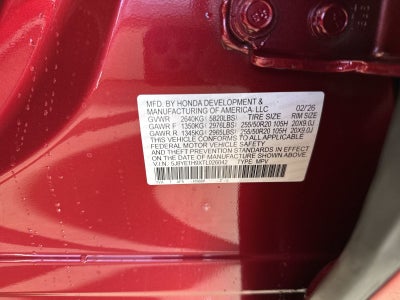 MFD. BY HONDA DEVELOPMENT &
MANUFACTURING OF AMERICA, LLC 02/26
GVWR 2640KG( 5820LBS) TIRE SIZE RIM SIZE
GAWR F 1350KG( 2976LBS) 255/50R20 105H 20X9.0J
GAWR R 1345KG( 2965LBS) 255/50R20 105H 20X9.0J
THIS VEHICLE CONFORMS TO ALL APPLICABLE
FEDERAL MOTOR VEHICLE SAFETY
AND THEFT PREVENTION STANDARDS IN EFFECT
ON THE DATE OF MANUFACTURE SHOWN ABOVE.
V.I.N.: TYPE: MPV